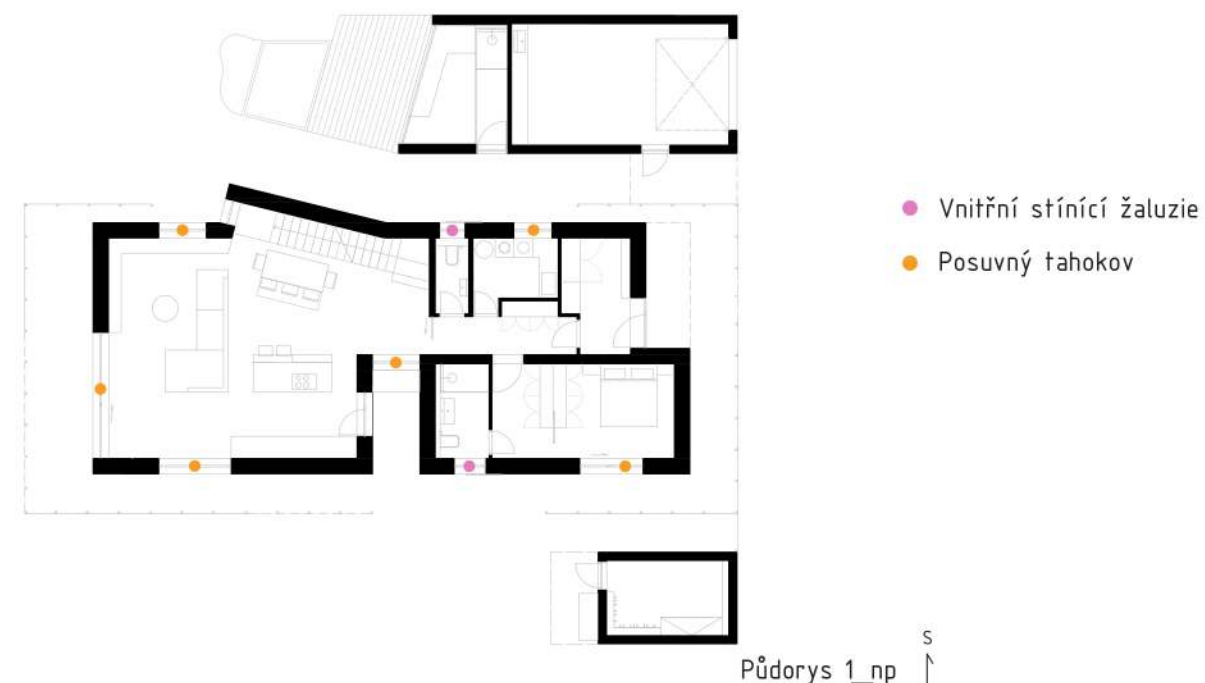 Vnitřní stínící žaluzie
Posuvný tahokov
S
Půdorys 1_np